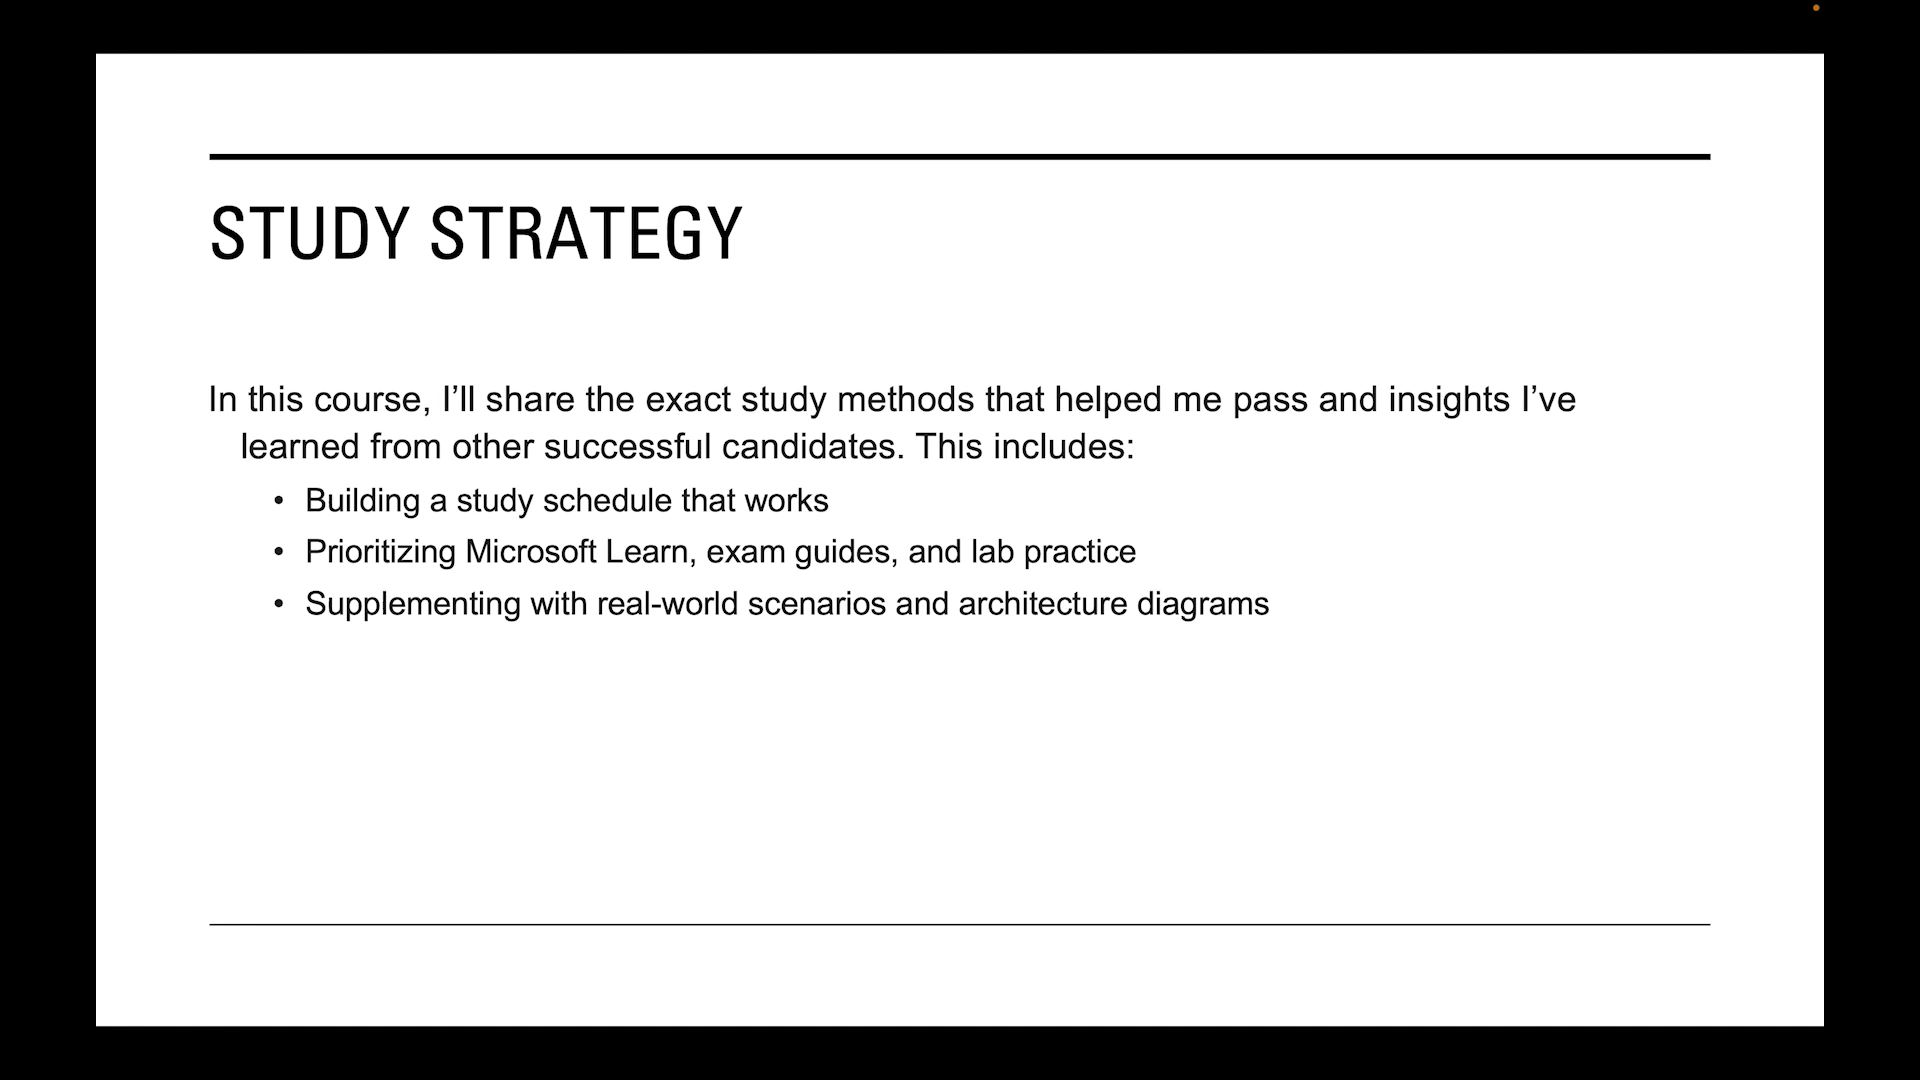 STUDY STRATEGY
In this course, I’ll share the exact study methods that helped me pass and insights I’ve
learned from other successful candidates. This includes:
• Building a study schedule that works
• Prioritizing Microsoft Learn, exam guides, and lab practice
• Supplementing with real-world scenarios and architecture diagrams